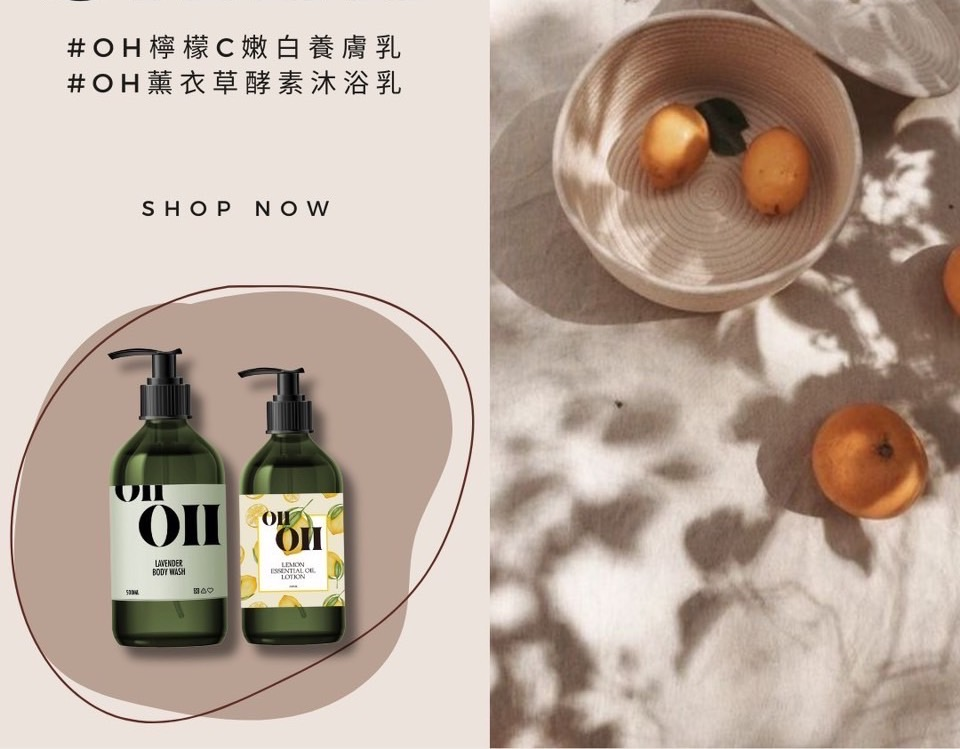 #OH檸檬C嫩白養膚乳
#OH薰衣草酵素沐浴乳
SHOP NOW
OH
OH
LAVENDER
BODY WASH
500ML
OH
OH
LEMON
ESSENTIAL OIL
LOTION